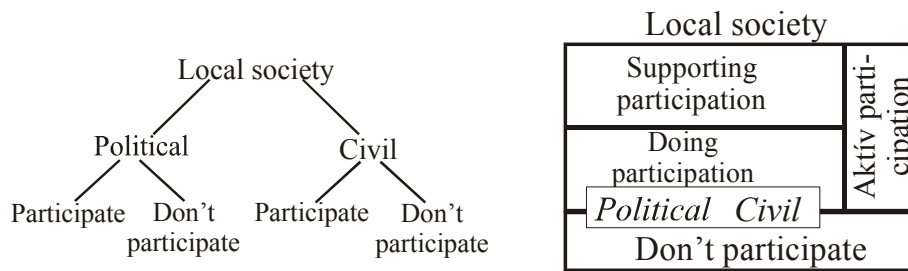 Local society
Political Civil
Participate Don't participate Participate Don't participate
Local society
Supporting
participation
Doing
participation
Aktív parti-
cipation
Political Civil
Don't participate